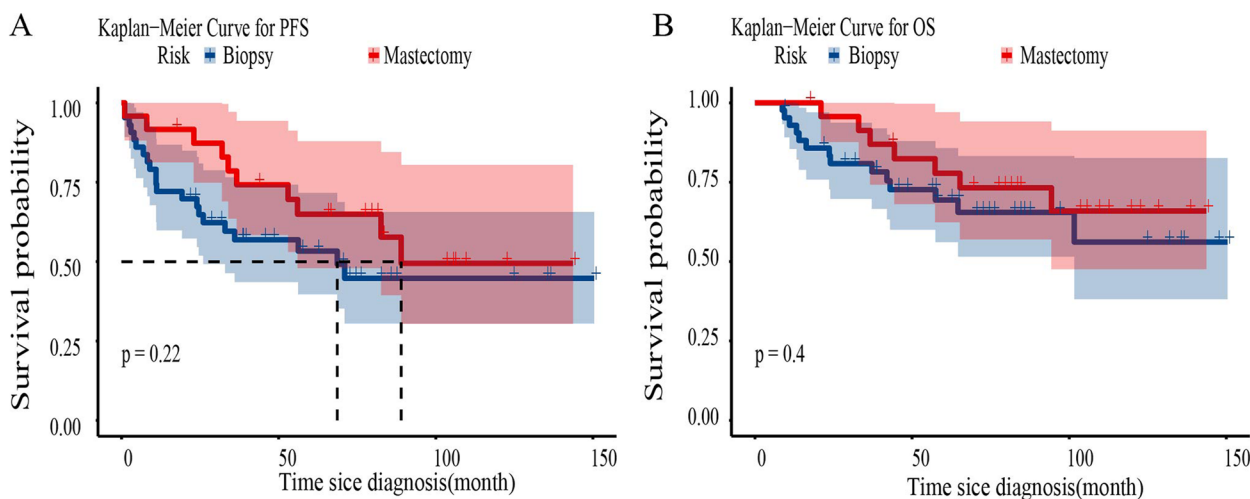 A
Kaplan−Meier Curve for PFS
Risk Biopsy Mastectomy
1.00
0.75
0.50
0.25
0.00
Survival probability
p = 0.22
0 50 100 150
Time sice diagnosis(month)
B
Kaplan−Meier Curve for OS
Risk Biopsy Mastectomy
1.00
0.75
0.50
0.25
0.00
Survival probability
p = 0.4
0 50 100 150
Time sice diagnosis(month)